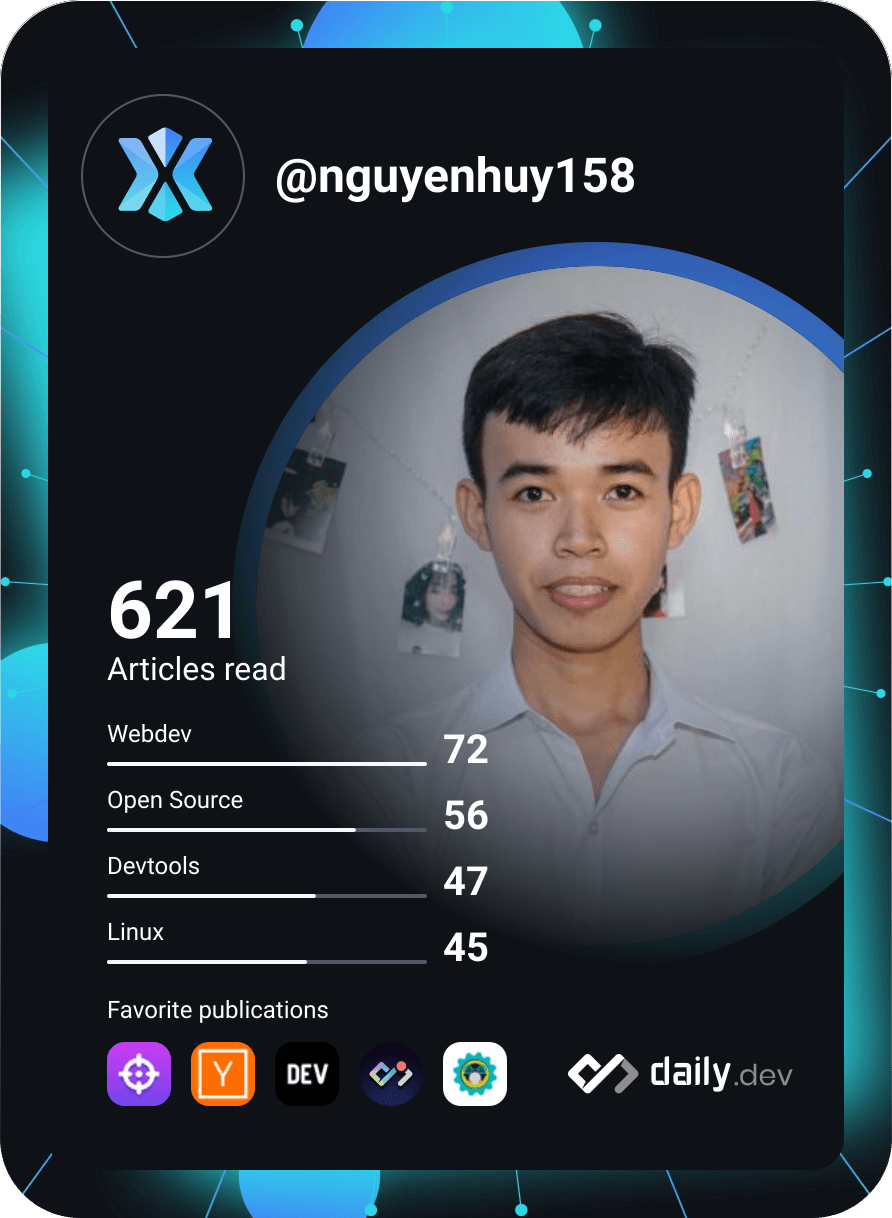 @nguyenhuy158
621
Articles read
Webdev
72
Open Source
56
Devtools
47
Linux
45
Favorite publications
Y
DEV
daily.dev